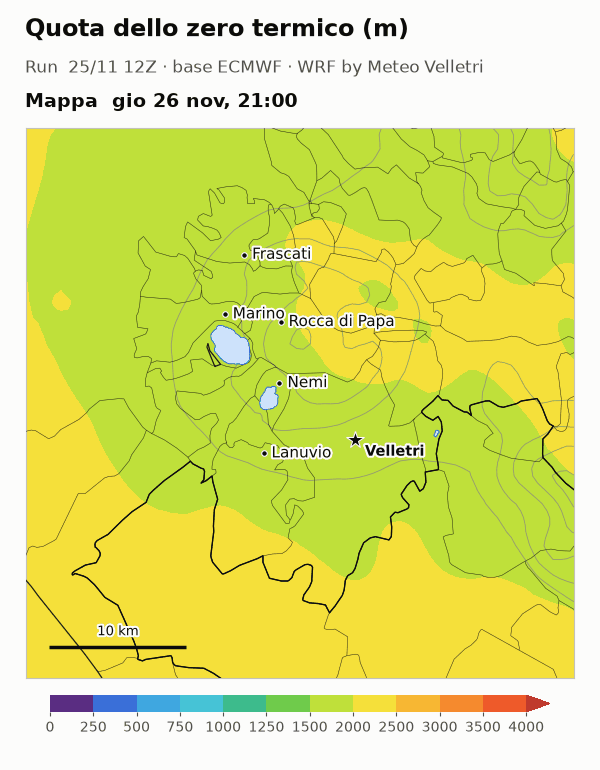 Quota dello zero termico (m)
Run  25/11 12Z · base ECMWF · WRF by Meteo Velletri
Mappa  gio 26 nov, 21:00
Frascati
Marino
Rocca di Papa
Nemi
Velletri
Lanuvio
10 km
0 250 500 750 1000 1250 1500 2000 2500 3000 3500 4000